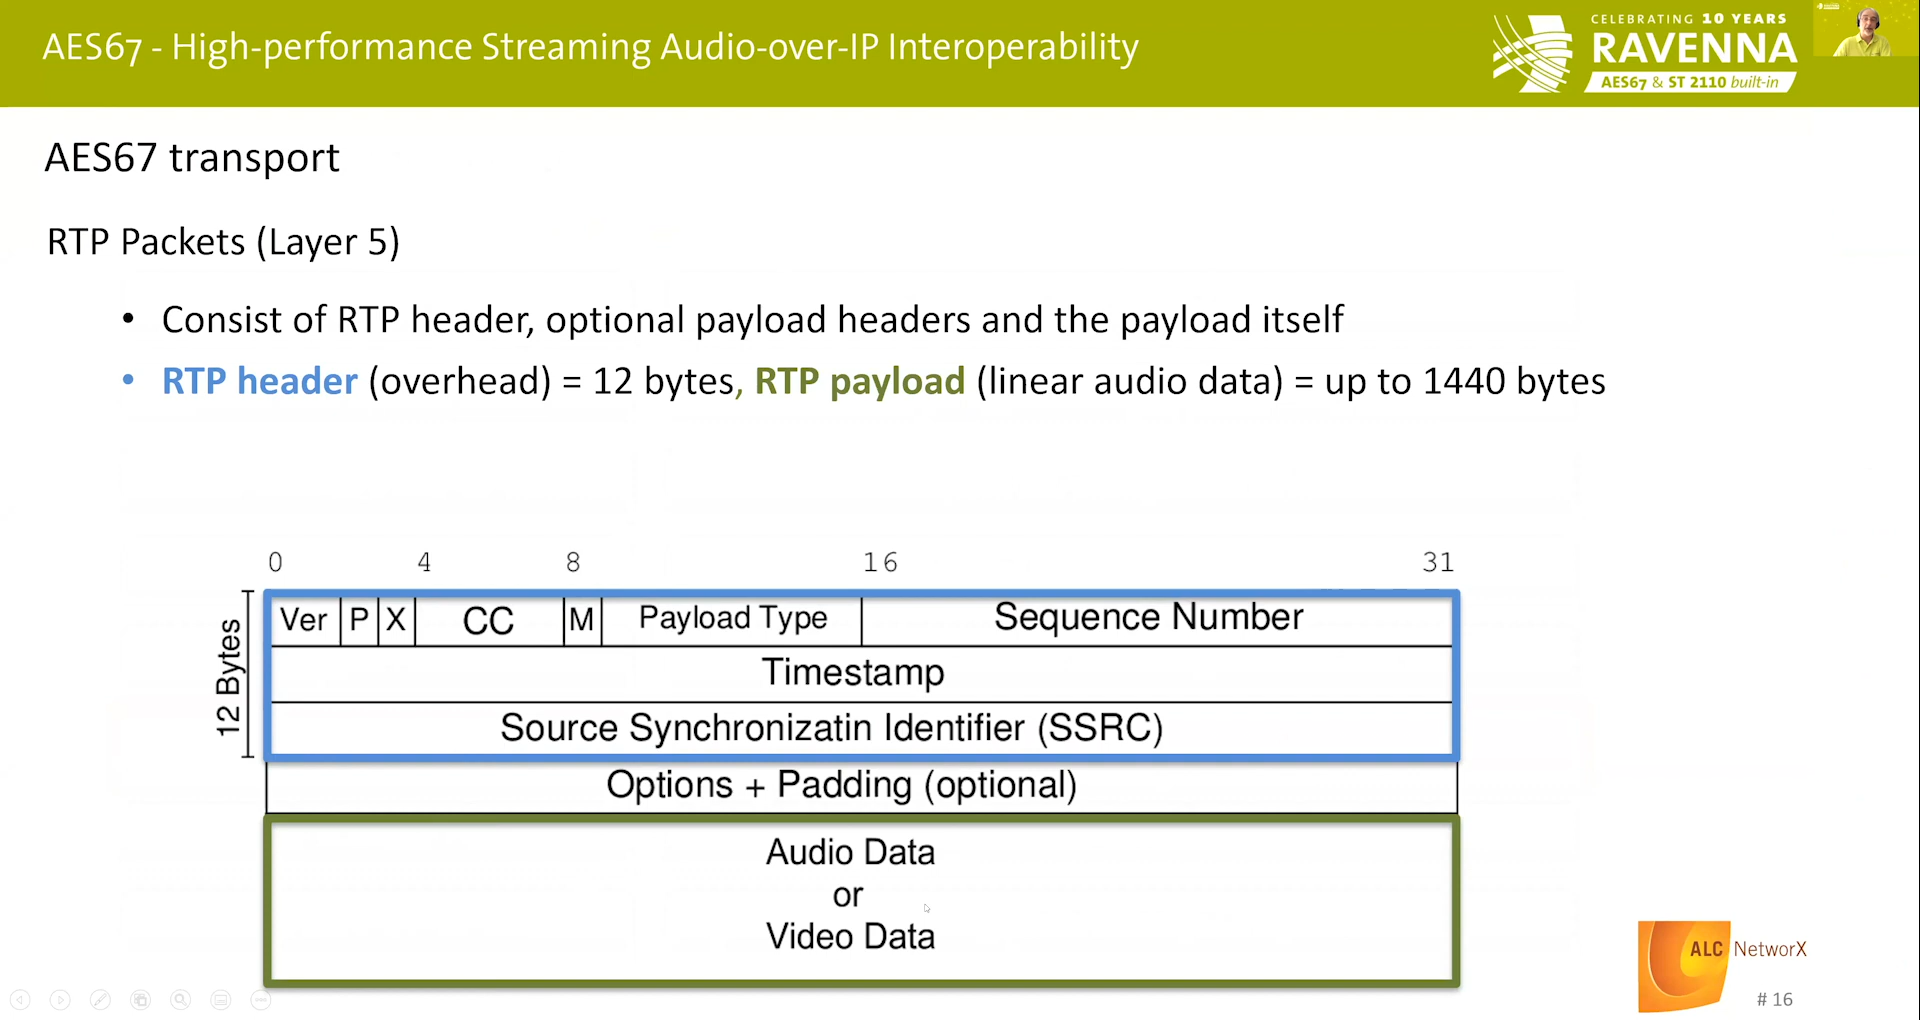 AES67 - High-performance Streaming Audio-over-IP Interoperability
CELEBRATING 10 YEARS
RAVENNA
AES67 & ST 2110 built-in
AES67 transport
RTP Packets (Layer 5)
• Consist of RTP header, optional payload headers and the payload itself
• RTP header (overhead) = 12 bytes, RTP payload (linear audio data) = up to 1440 bytes
0 4 8 16 31
12 Bytes
Ver P X CC M Payload Type Sequence Number
Timestamp
Source Synchronizatin Identifier (SSRC)
Options + Padding (optional)
Audio Data
or
Video Data
ALC NetworX
# 16